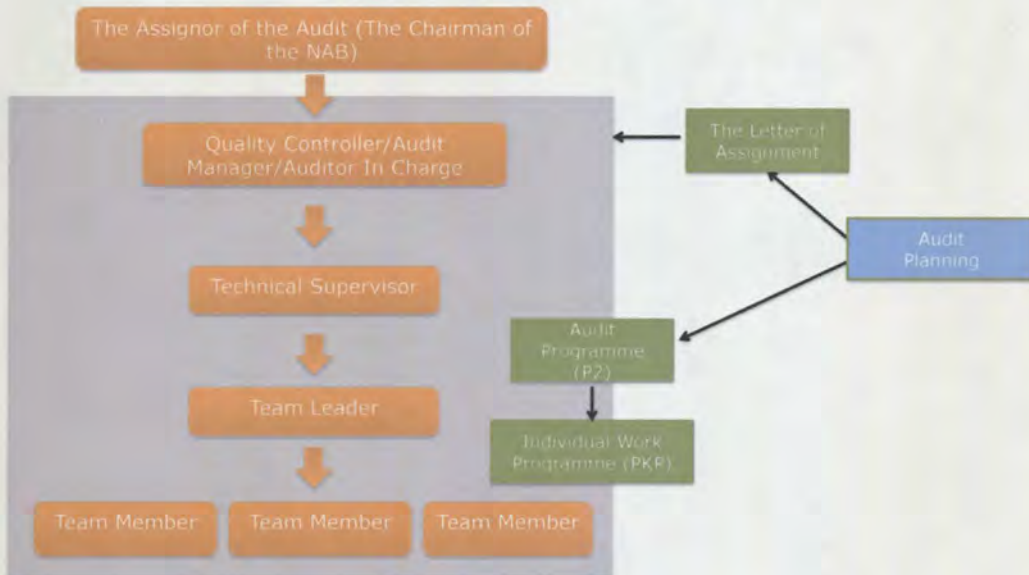 The Assignor of the Audit (The Chairman of
the NAB)
Quality Controller/Audit
Manager/Auditor In Charge
The Letter of
Assignment
Audit
Planning
Technical Supervisor
Audit
Programme
(P2)
Team Leader
Individual Work
Programme (PKP)
Team Member
Team Member
Team Member